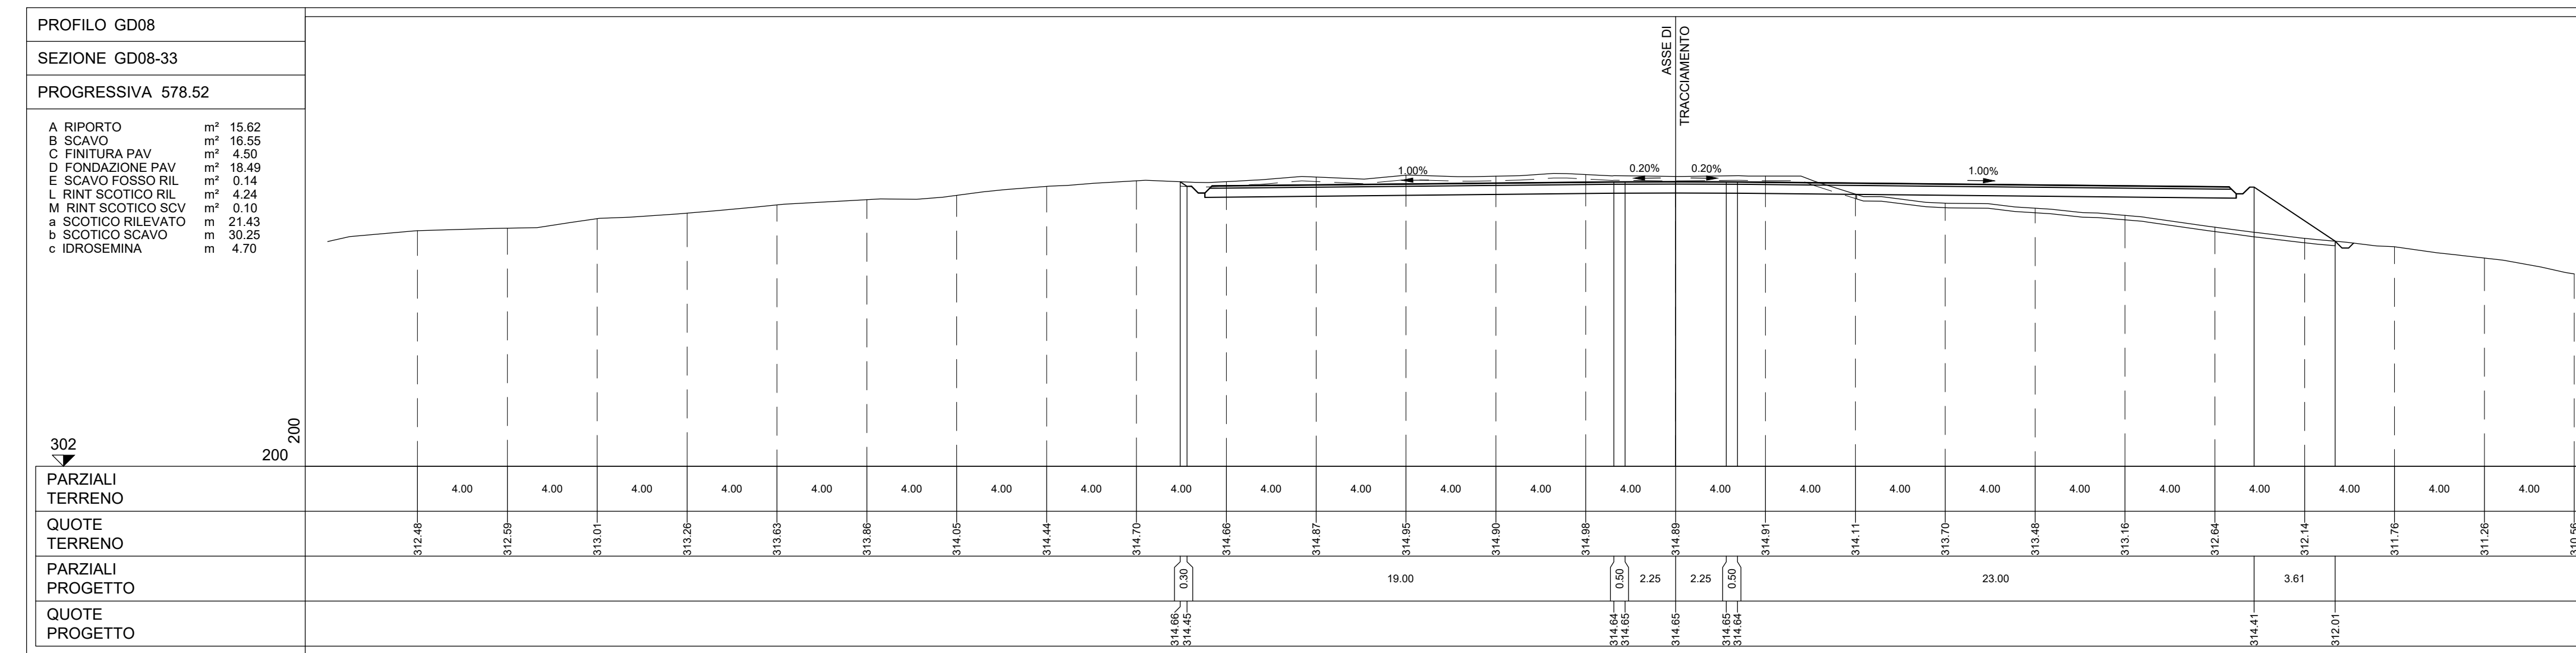 PROFILO GD08
SEZIONE GD08-33
PROGRESSIVA 578.52
A RIPORTO m² 15.62
B SCAVO m² 16.55
C FINITURA PAV m² 4.50
D FONDAZIONE PAV m² 18.49
E SCAVO FOSSO RIL m² 0.14
L RINT SCOTICO RIL m² 4.24
M RINT SCOTICO SCV m² 0.10
a SCOTICO RILEVATO m 21.43
b SCOTICO SCAVO m 30.25
c IDROSEMINA m 4.70
ASSE DI
TRACCIAMENTO
1.00% 0.20% 0.20% 1.00%
200
302
200
PARZIALI
TERRENO
4.00 4.00 4.00 4.00 4.00 4.00 4.00 4.00 4.00 4.00 4.00 4.00 4.00 4.00 4.00 4.00 4.00 4.00 4.00 4.00 4.00 4.00 4.00 4.00
QUOTE
TERRENO
312.48 312.59 313.01 313.26 313.63 313.86 314.05 314.44 314.70 314.66 314.87 314.95 314.90 314.98 314.89 314.91 314.11 313.70 313.48 313.16 312.64 312.14 311.76 311.26 310.56
PARZIALI
PROGETTO
0.30 19.00 0.50 2.25 2.25 0.50 23.00 3.61
QUOTE
PROGETTO
314.66 314.45 314.64 314.65 314.65 314.65 314.64 314.41 312.01